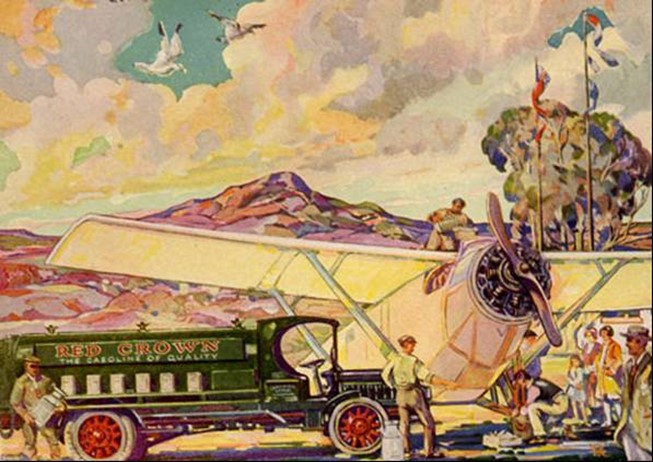 RED CROWN
THE GASOLINE OF QUALITY